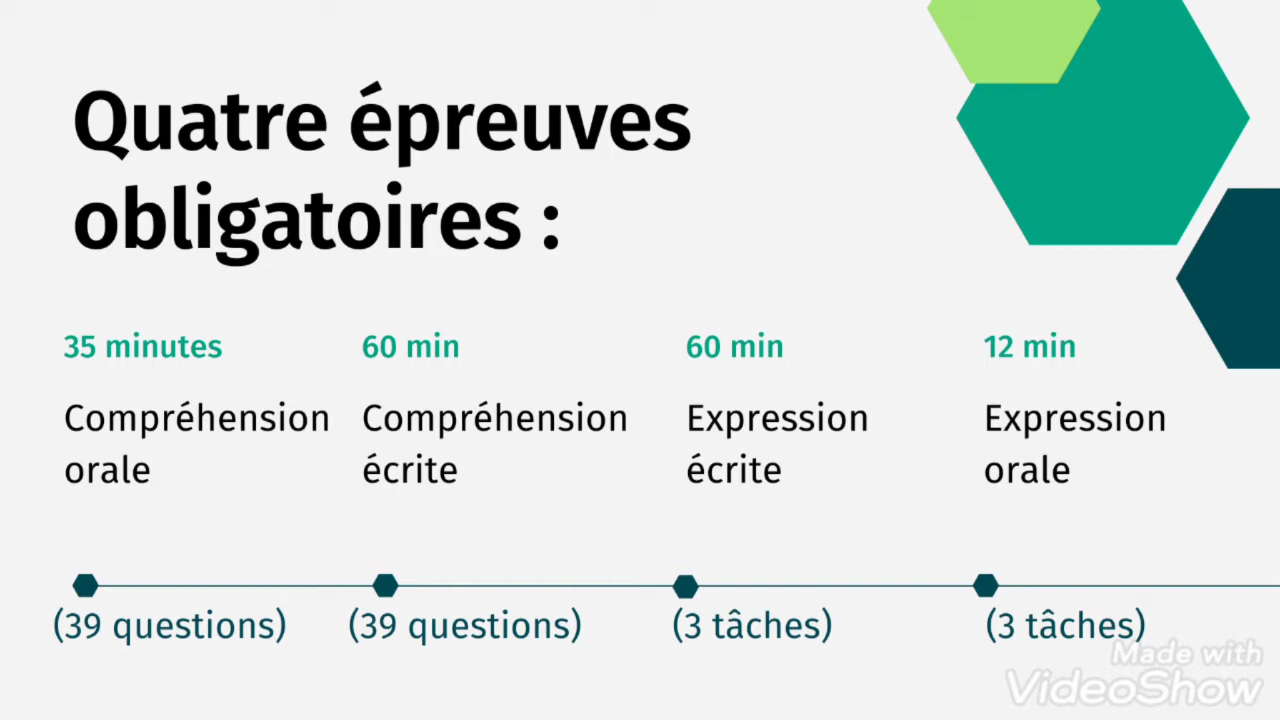 Quatre épreuves
obligatoires :
35 minutes
Compréhension
orale
(39 questions)
60 min
Compréhension
écrite
(39 questions)
60 min
Expression
écrite
(3 tâches)
12 min
Expression
orale
(3 tâches)
Made with
VideoShow